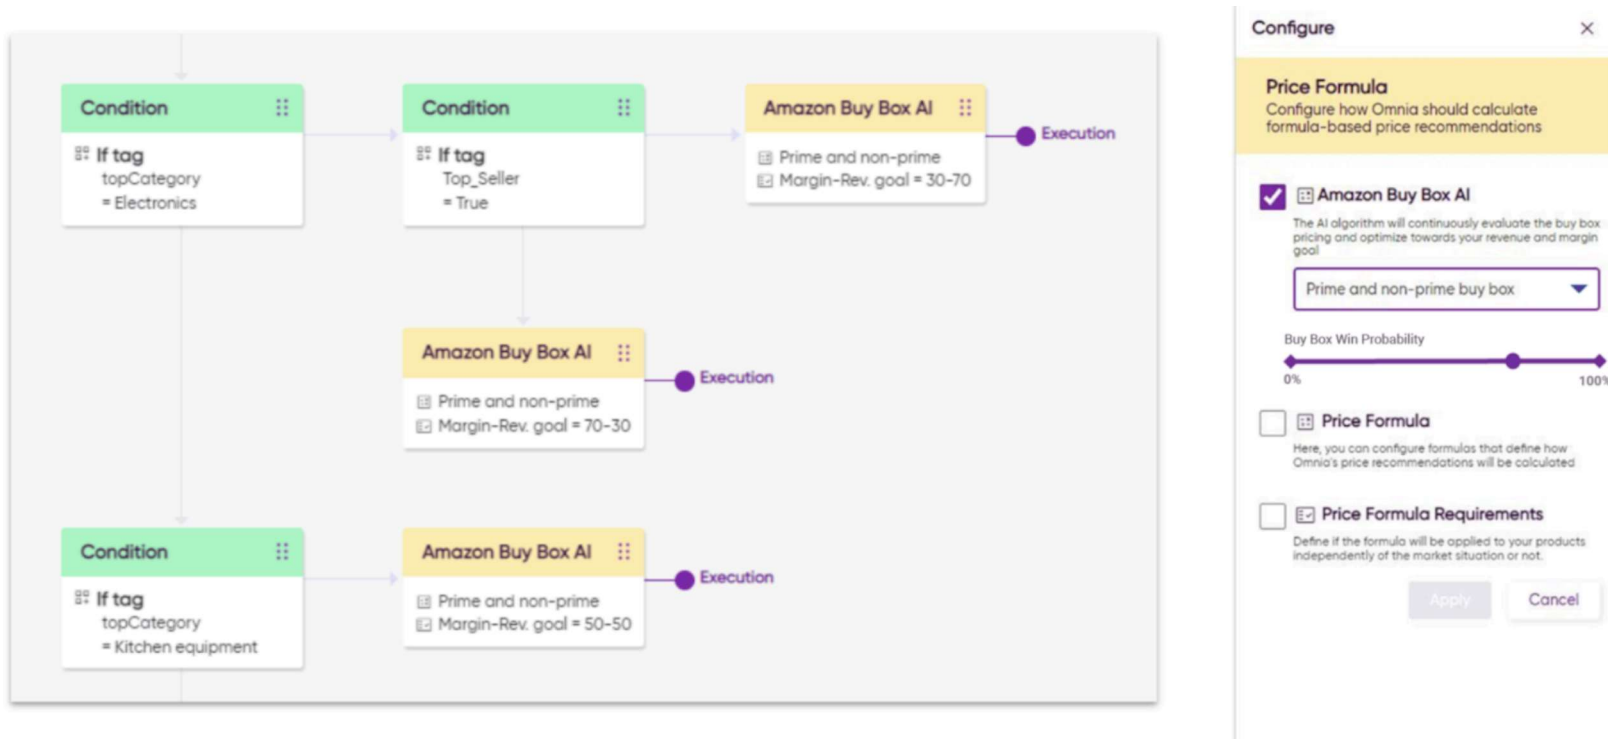 Condition
If tag
topCategory
= Electronics
Condition
If tag
Top_Seller
= True
Amazon Buy Box AI
Prime and non-prime
Margin-Rev. goal = 30-70
Execution
Amazon Buy Box AI
Prime and non-prime
Margin-Rev. goal = 70-30
Execution
Condition
If tag
topCategory
= Kitchen equipment
Amazon Buy Box AI
Prime and non-prime
Margin-Rev. goal = 50-50
Execution
Configure
Price Formula
Configure how Omnia should calculate
formula-based price recommendations
Amazon Buy Box AI
The AI algorithm will continuously evaluate the buy box
pricing and optimize towards your revenue and margin
goal
Prime and non-prime buy box
Buy Box Win Probability
0%
100%
Price Formula
Here, you can configure formulas that define how
Omnia's price recommendations will be calculated
Price Formula Requirements
Define if the formula will be applied to your products
independently of the market situation or not.
Apply
Cancel